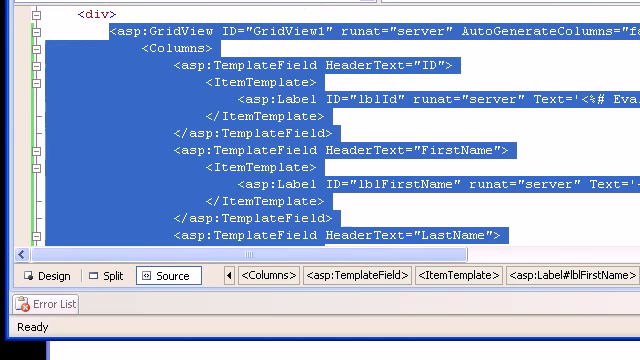 <div>
<asp:GridView ID="GridView1" runat="server" AutoGenerateColumns="fa
<Columns>
<asp:TemplateField HeaderText="ID">
<ItemTemplate>
<asp:Label ID="lblId" runat="server" Text='<%# Eval
</ItemTemplate>
</asp:TemplateField>
<asp:TemplateField HeaderText="FirstName">
<ItemTemplate>
<asp:Label ID="lblFirstName" runat="server" Text='<
</ItemTemplate>
</asp:TemplateField>
<asp:TemplateField HeaderText="LastName">
Design Split Source <Columns> <asp:TemplateField> <ItemTemplate> <asp:Label#lblFirstName>
Error List
Ready